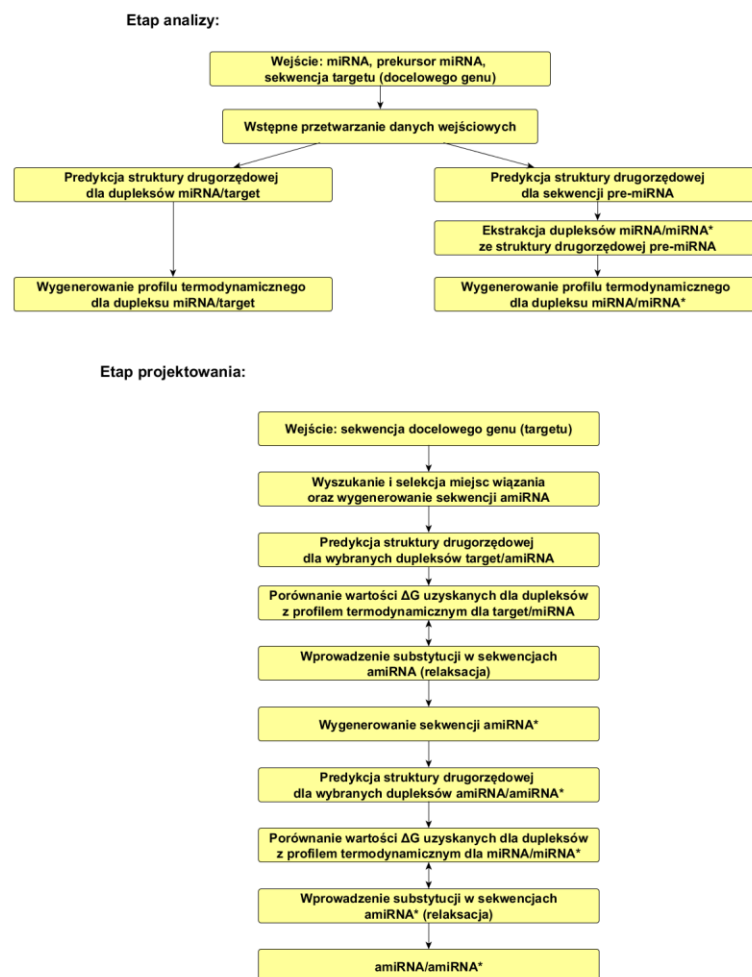 Etap analizy:
Wejście: miRNA, prekursor miRNA,
sekwencja targetu (docelowego genu)
Wstępne przetwarzanie danych wejściowych
Predykcja struktury drugorzędowej
dla dupleksów miRNA/target
Predykcja struktury drugorzędowej
dla sekwencji pre-miRNA
Ekstrakcja dupleksów miRNA/miRNA*
ze struktury drugorzędowej pre-miRNA
Wygenerowanie profilu termodynamicznego
dla dupleksu miRNA/target
Wygenerowanie profilu termodynamicznego
dla dupleksu miRNA/miRNA*
Etap projektowania:
Wejście: sekwencja docelowego genu (targetu)
Wyszukanie i selekcja miejsc wiązania
oraz wygenerowanie sekwencji amiRNA
Predykcja struktury drugorzędowej
dla wybranych dupleksów target/amiRNA
Porównanie wartości ΔG uzyskanych dla dupleksów
z profilem termodynamicznym dla target/miRNA
Wprowadzenie substytucji w sekwencjach
amiRNA (relaksacja)
Wygenerowanie sekwencji amiRNA*
Predykcja struktury drugorzędowej
dla wybranych dupleksów amiRNA/amiRNA*
Porównanie wartości ΔG uzyskanych dla dupleksów
z profilem termodynamicznym dla miRNA/miRNA*
Wprowadzenie substytucji w sekwencjach
amiRNA* (relaksacja)
amiRNA/amiRNA*